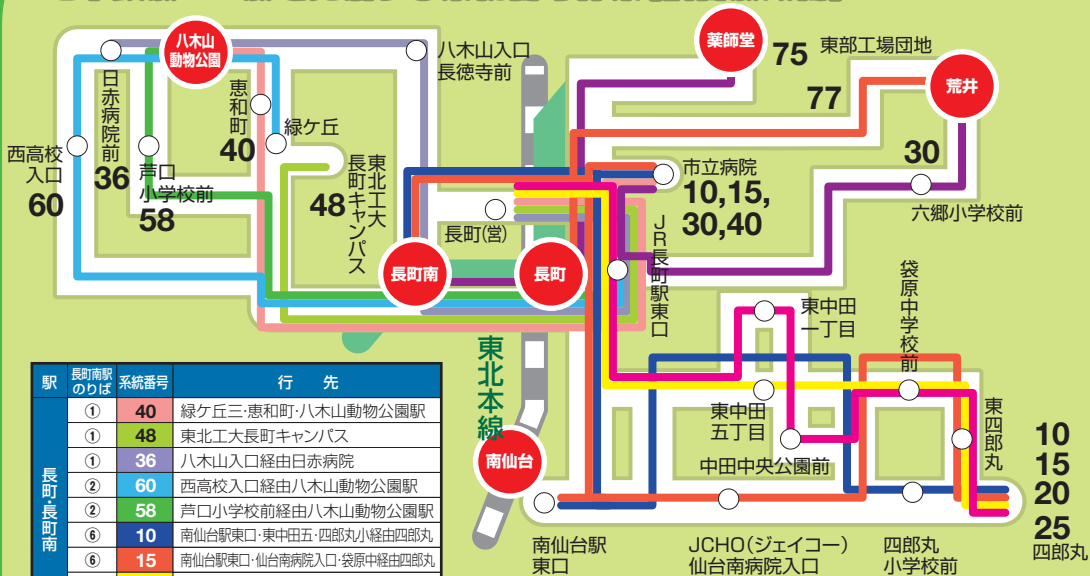 八木山
動物公園
日赤病院前
36
西高校
入口
60
芦口
小学校前
58
恵和町
40
緑ケ丘
八木山入口
長徳寺前
東北工大
長町キャンパス
48
長町(営)
長町南
長町
薬師堂
75
東部工場団地
77
荒井
30
六郷小学校前
市立病院
10,15,
30,40
JR長町駅東口
東中田
一丁目
袋原中学校前
東中田
五丁目
中田中央公園前
東四郎丸
10
15
20
25
四郎丸
東北本線
南仙台
南仙台駅
東口
JCHO(ジェイコー)
仙台南病院入口
四郎丸
小学校前
駅 長町南駅のりば 系統番号 行先
長町・長町南
① 40 緑ケ丘三・恵和町・八木山動物公園駅
① 48 東北工大長町キャンパス
① 36 八木山入口経由日赤病院
② 60 西高校入口経由八木山動物公園駅
② 58 芦口小学校前経由八木山動物公園駅
⑥ 10 南仙台駅東口・東中田五・四郎丸小経由四郎丸
⑥ 15 南仙台駅東口・仙台南病院入口・袋原中経由四郎丸